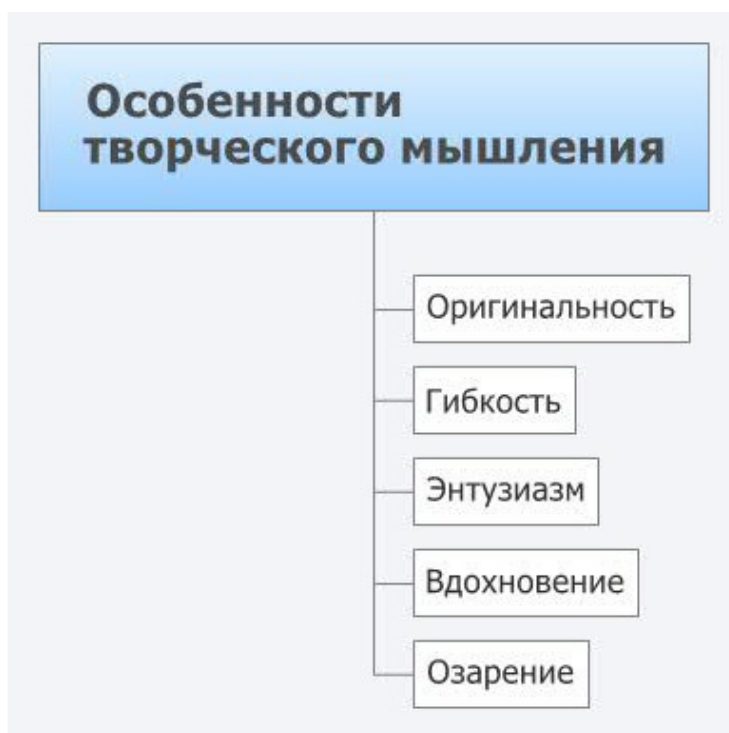 Особенности
творческого мышления
Оригинальность
Гибкость
Энтузиазм
Вдохновение
Озарение